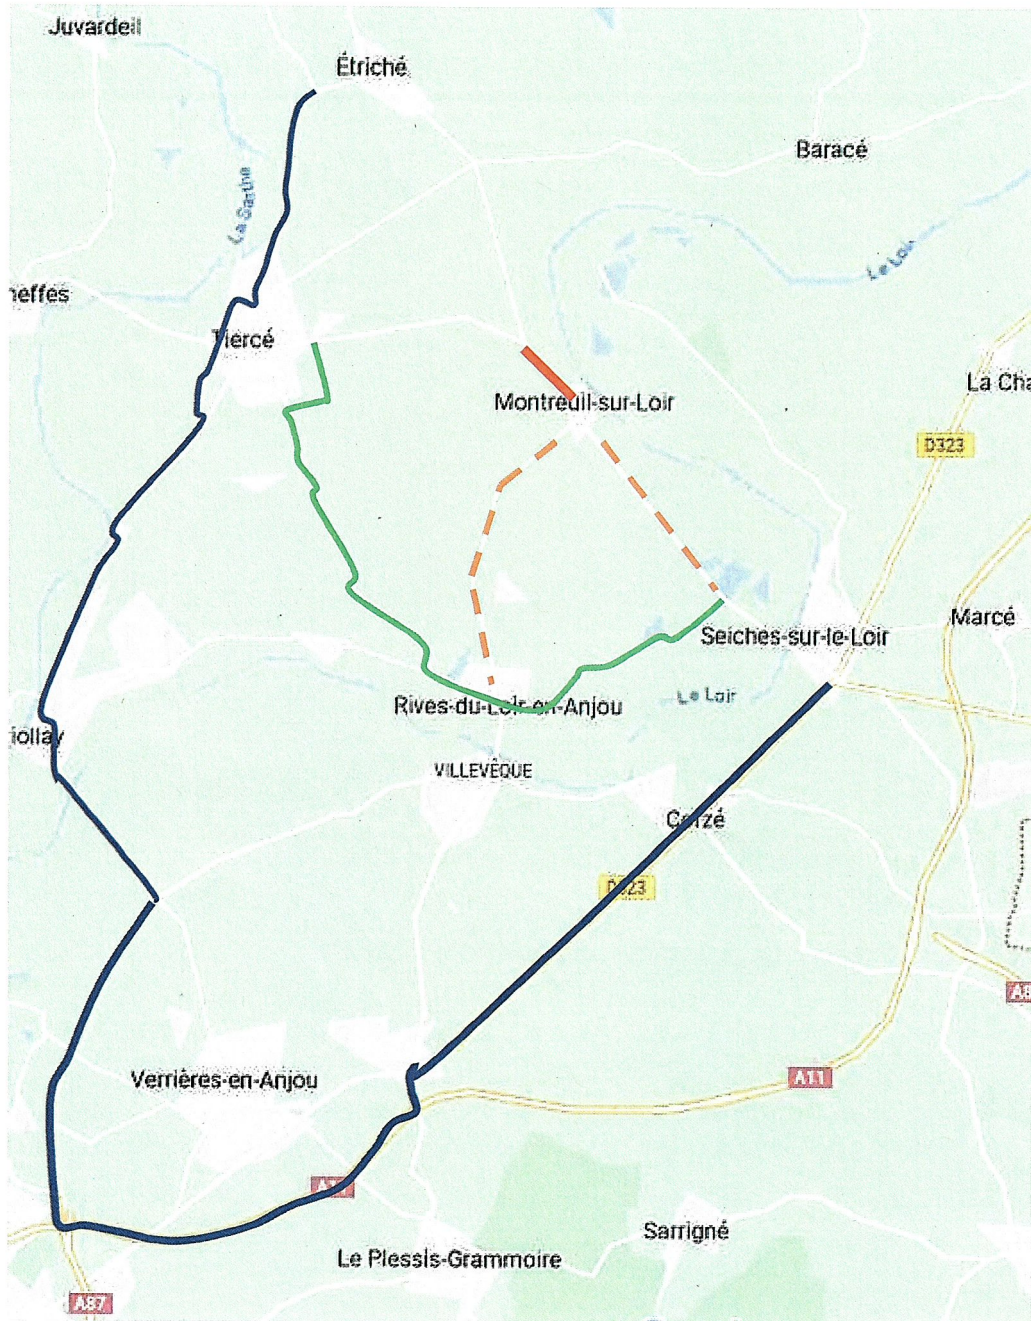 Juvardeil
Étriché
Baracé
La Sarthe
Le Loir
heffes
Tiercé
La Cha
Montreuil-sur-Loir
D323
Marcé
Seiches-sur-le-Loir
Le Loir
Rives-du-Loir-en-Anjou
iollay
VILLEVÊQUE
Corzé
D323
A8
Verrières-en-Anjou
A11
A11
Sarrigné
Le Plessis-Grammoire
A87